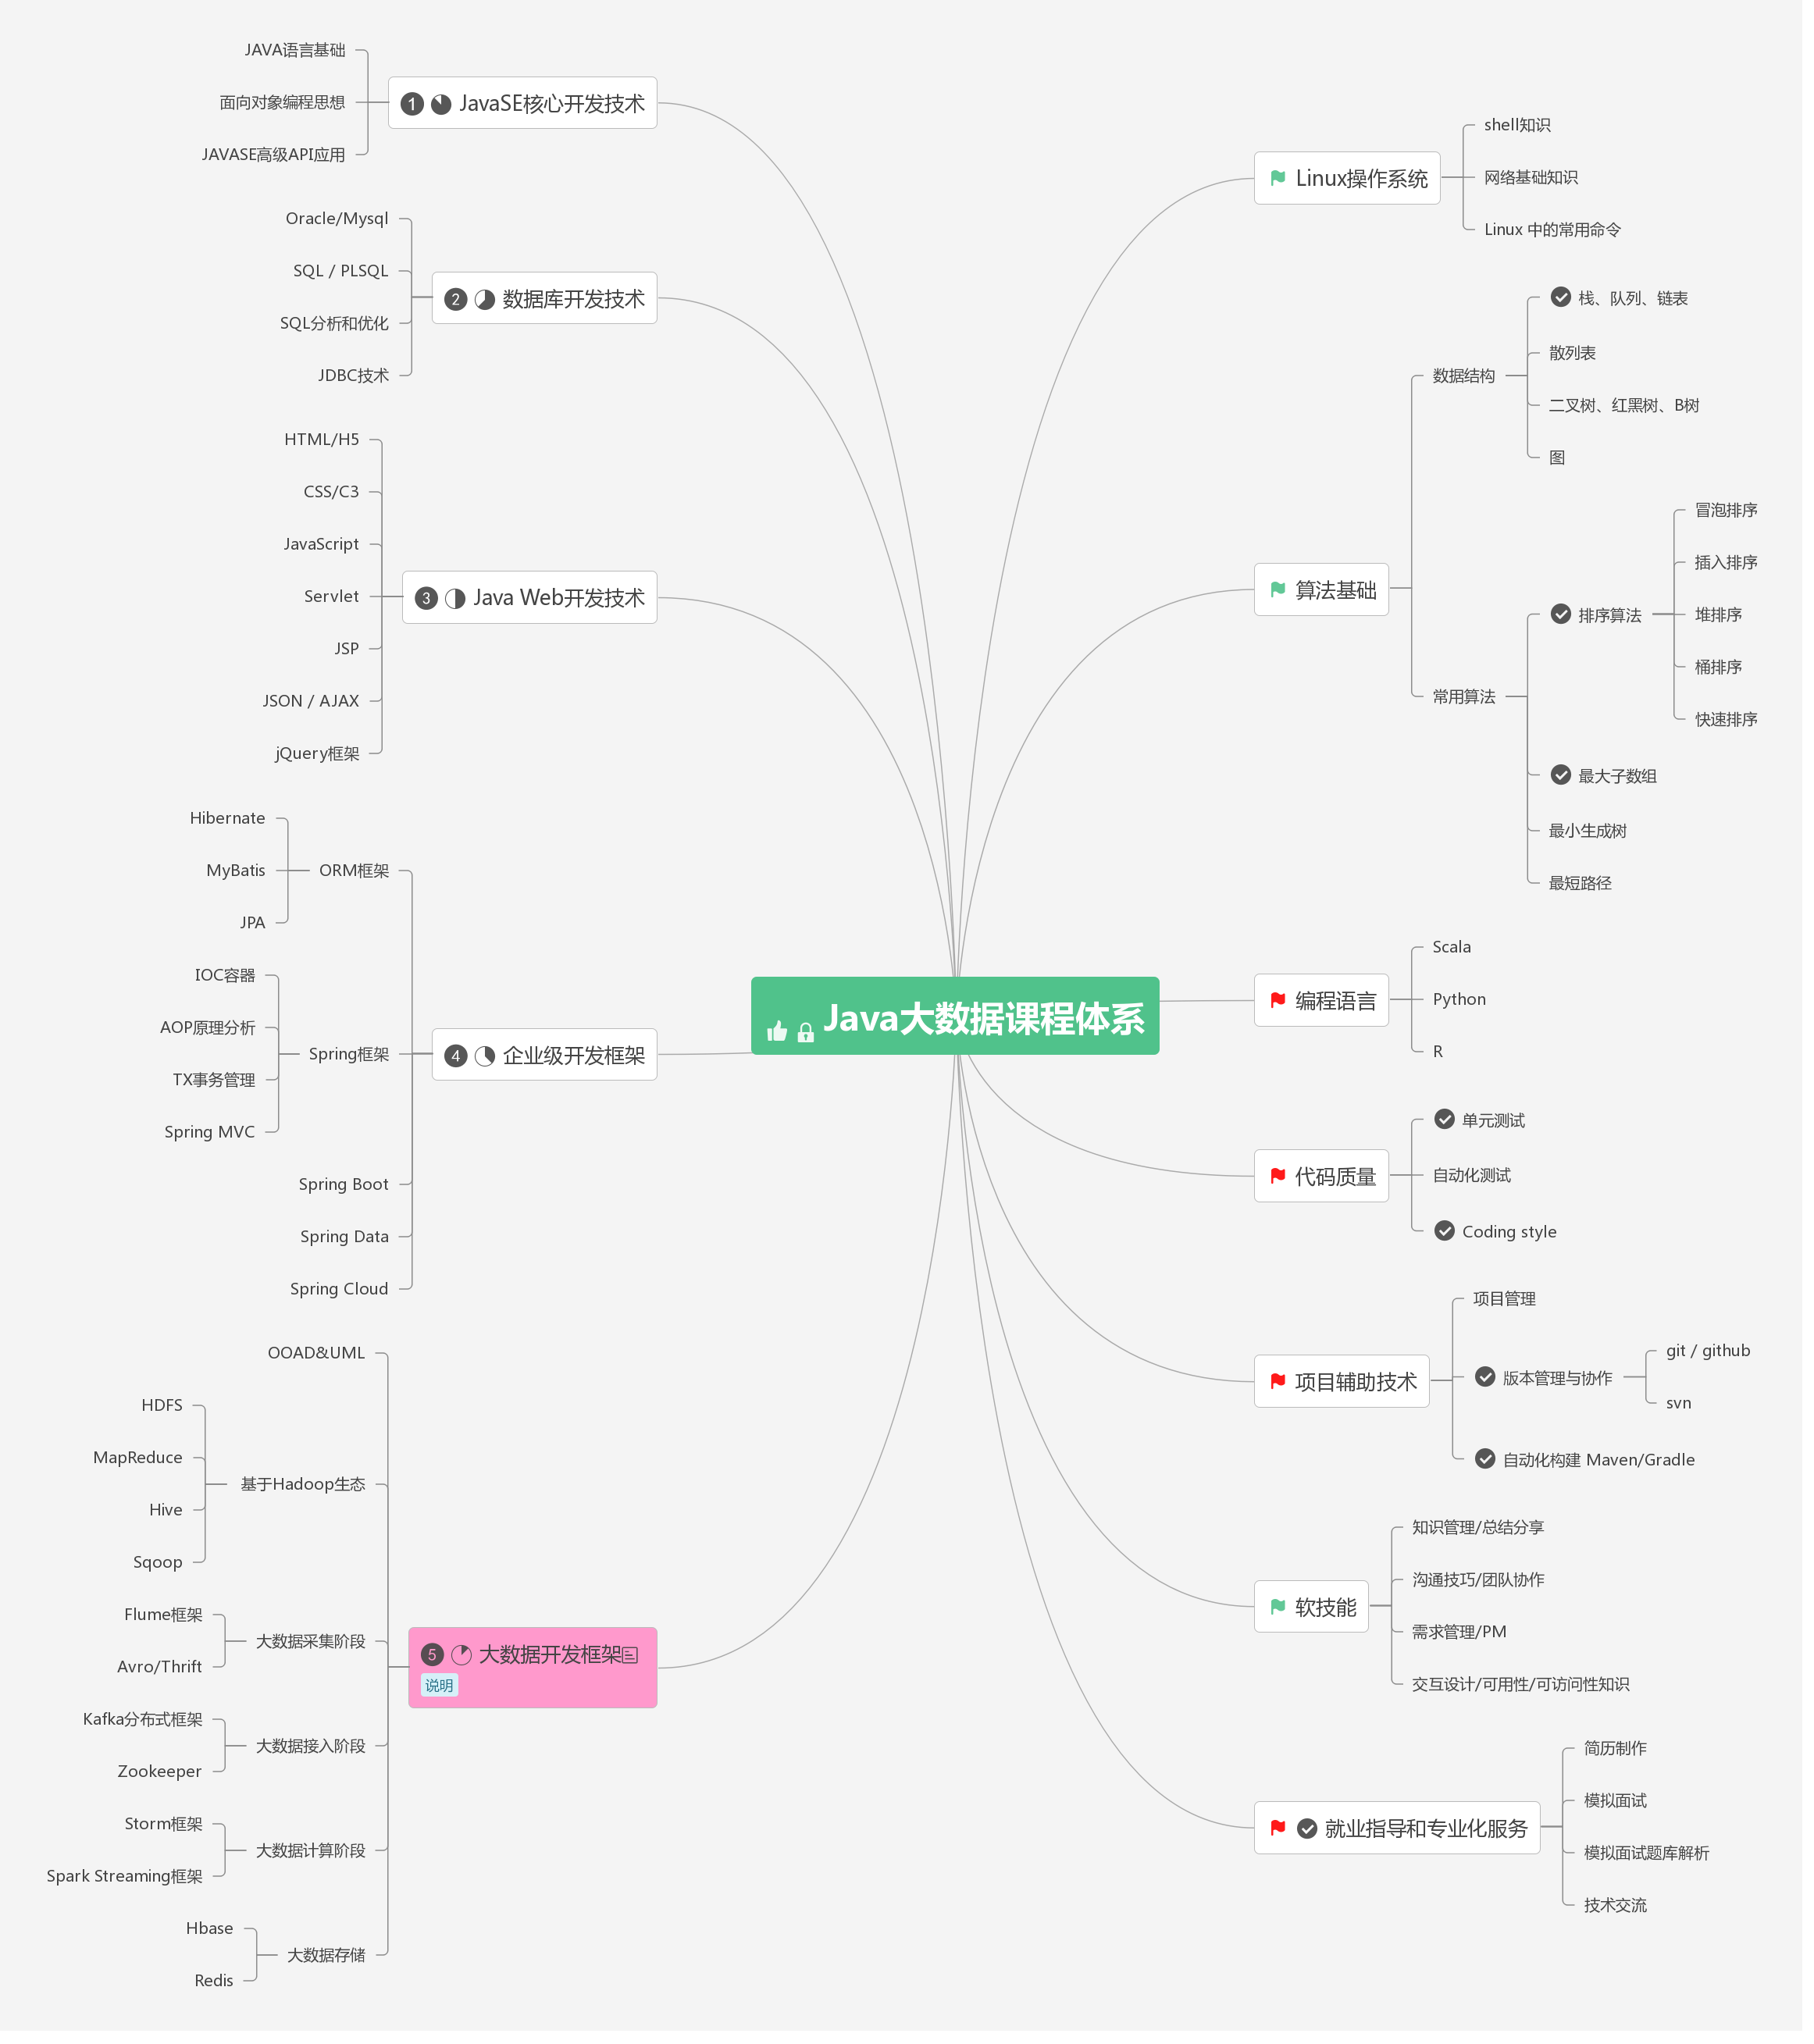 Java大数据课程体系
1 JavaSE核心开发技术
JAVA语言基础
面向对象编程思想
JAVASE高级API应用
2 数据库开发技术
Oracle/Mysql
SQL / PLSQL
SQL分析和优化
JDBC技术
3 Java Web开发技术
HTML/H5
CSS/C3
JavaScript
Servlet
JSP
JSON / AJAX
jQuery框架
4 企业级开发框架
ORM框架
Hibernate
MyBatis
JPA
Spring框架
IOC容器
AOP原理分析
TX事务管理
Spring MVC
Spring Boot
Spring Data
Spring Cloud
5 大数据开发框架
说明
OOAD&UML
基于Hadoop生态
HDFS
MapReduce
Hive
Sqoop
大数据采集阶段
Flume框架
Avro/Thrift
大数据接入阶段
Kafka分布式框架
Zookeeper
大数据计算阶段
Storm框架
Spark Streaming框架
大数据存储
Hbase
Redis
Linux操作系统
shell知识
网络基础知识
Linux 中的常用命令
算法基础
数据结构
栈、队列、链表
散列表
二叉树、红黑树、B树
图
常用算法
排序算法
冒泡排序
插入排序
堆排序
桶排序
快速排序
最大子数组
最小生成树
最短路径
编程语言
Scala
Python
R
代码质量
单元测试
自动化测试
Coding style
项目辅助技术
项目管理
版本管理与协作
git / github
svn
自动化构建 Maven/Gradle
软技能
知识管理/总结分享
沟通技巧/团队协作
需求管理/PM
交互设计/可用性/可访问性知识
就业指导和专业化服务
简历制作
模拟面试
模拟面试题库解析
技术交流